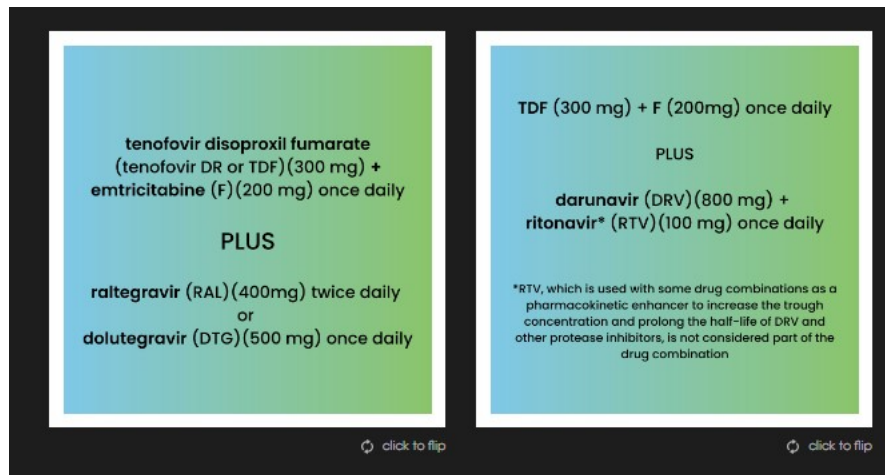 tenofovir disoproxil fumarate
(tenofovir DR or TDF)(300 mg) +
emtricitabine (F)(200 mg) once daily
PLUS
raltegravir (RAL)(400mg) twice daily
or
dolutegravir (DTG)(500 mg) once daily
click to flip
TDF (300 mg) + F (200mg) once daily
PLUS
darunavir (DRV)(800 mg) +
ritonavir* (RTV)(100 mg) once daily
*RTV, which is used with some drug combinations as a
pharmacokinetic enhancer to increase the trough
concentration and prolong the half-life of DRV and
other protease inhibitors, is not considered part of the
drug combination
click to flip